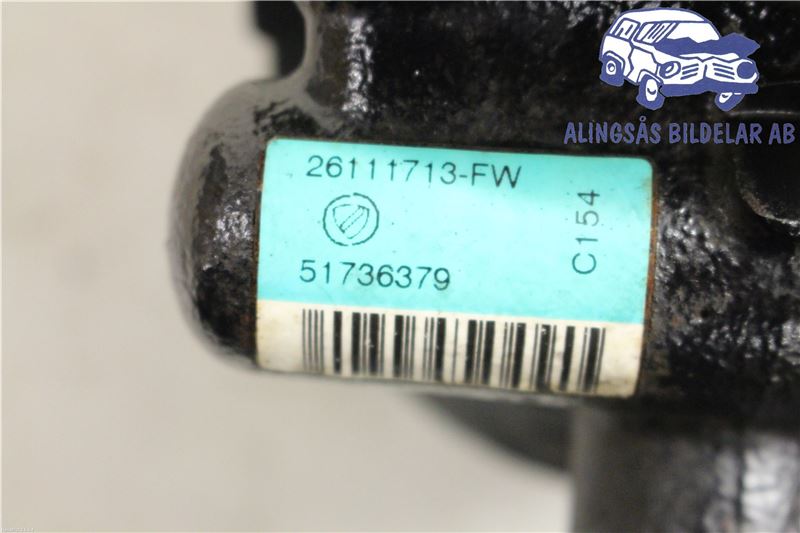 ALINGSÅS BILDELAR AB
26111713-FW
C154
51736379